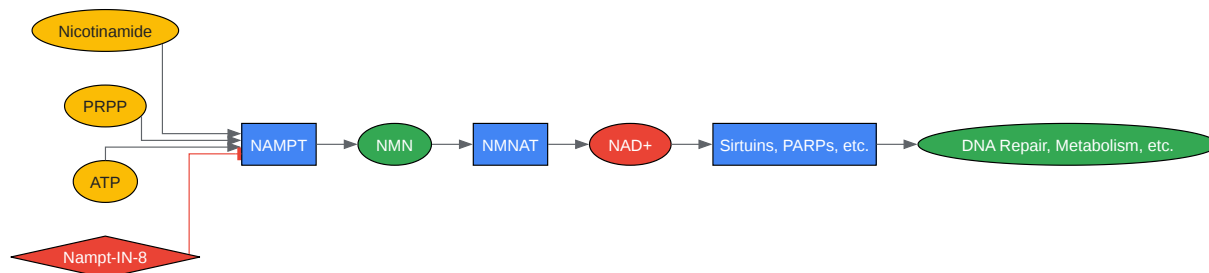 Nicotinamide
PRPP
ATP
Nampt-IN-8
NAMPT
NMN
NMNAT
NAD+
Sirtuins, PARPs, etc.
DNA Repair, Metabolism, etc.